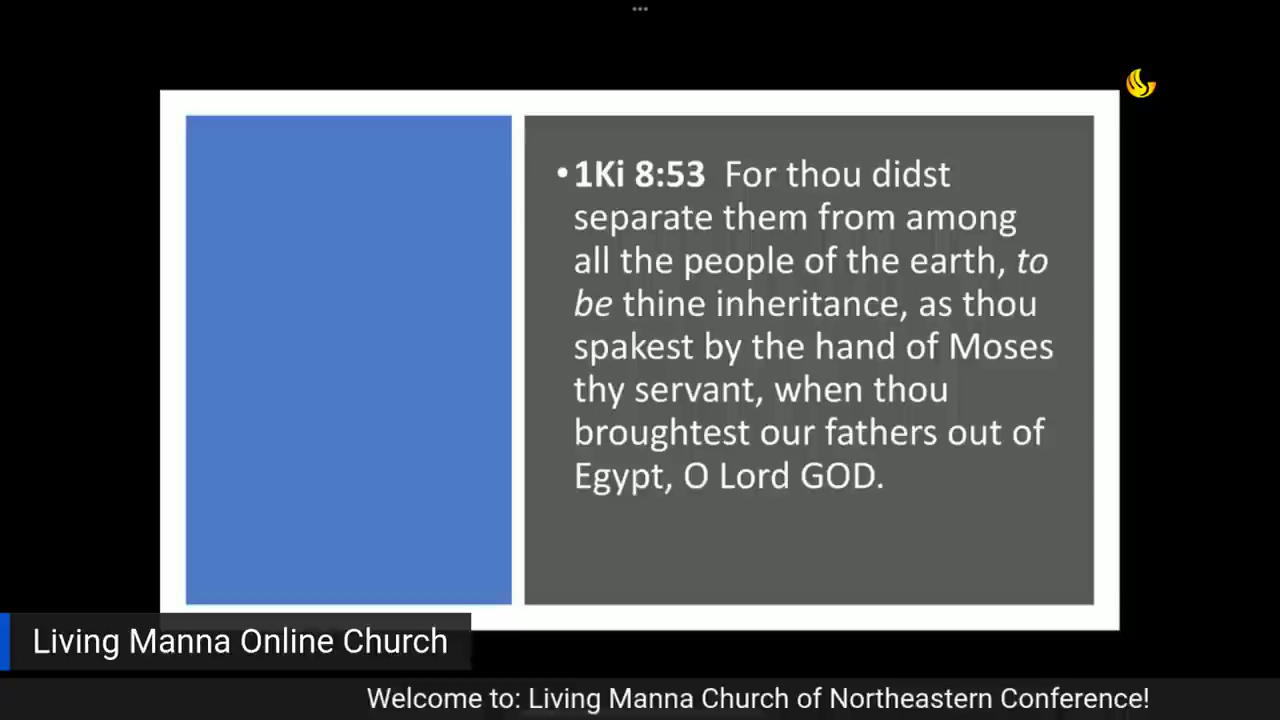 •1Ki 8:53  For thou didst
separate them from among
all the people of the earth, to
be thine inheritance, as thou
spakest by the hand of Moses
thy servant, when thou
broughtest our fathers out of
Egypt, O Lord GOD.
Living Manna Online Church
Welcome to: Living Manna Church of Northeastern Conference!